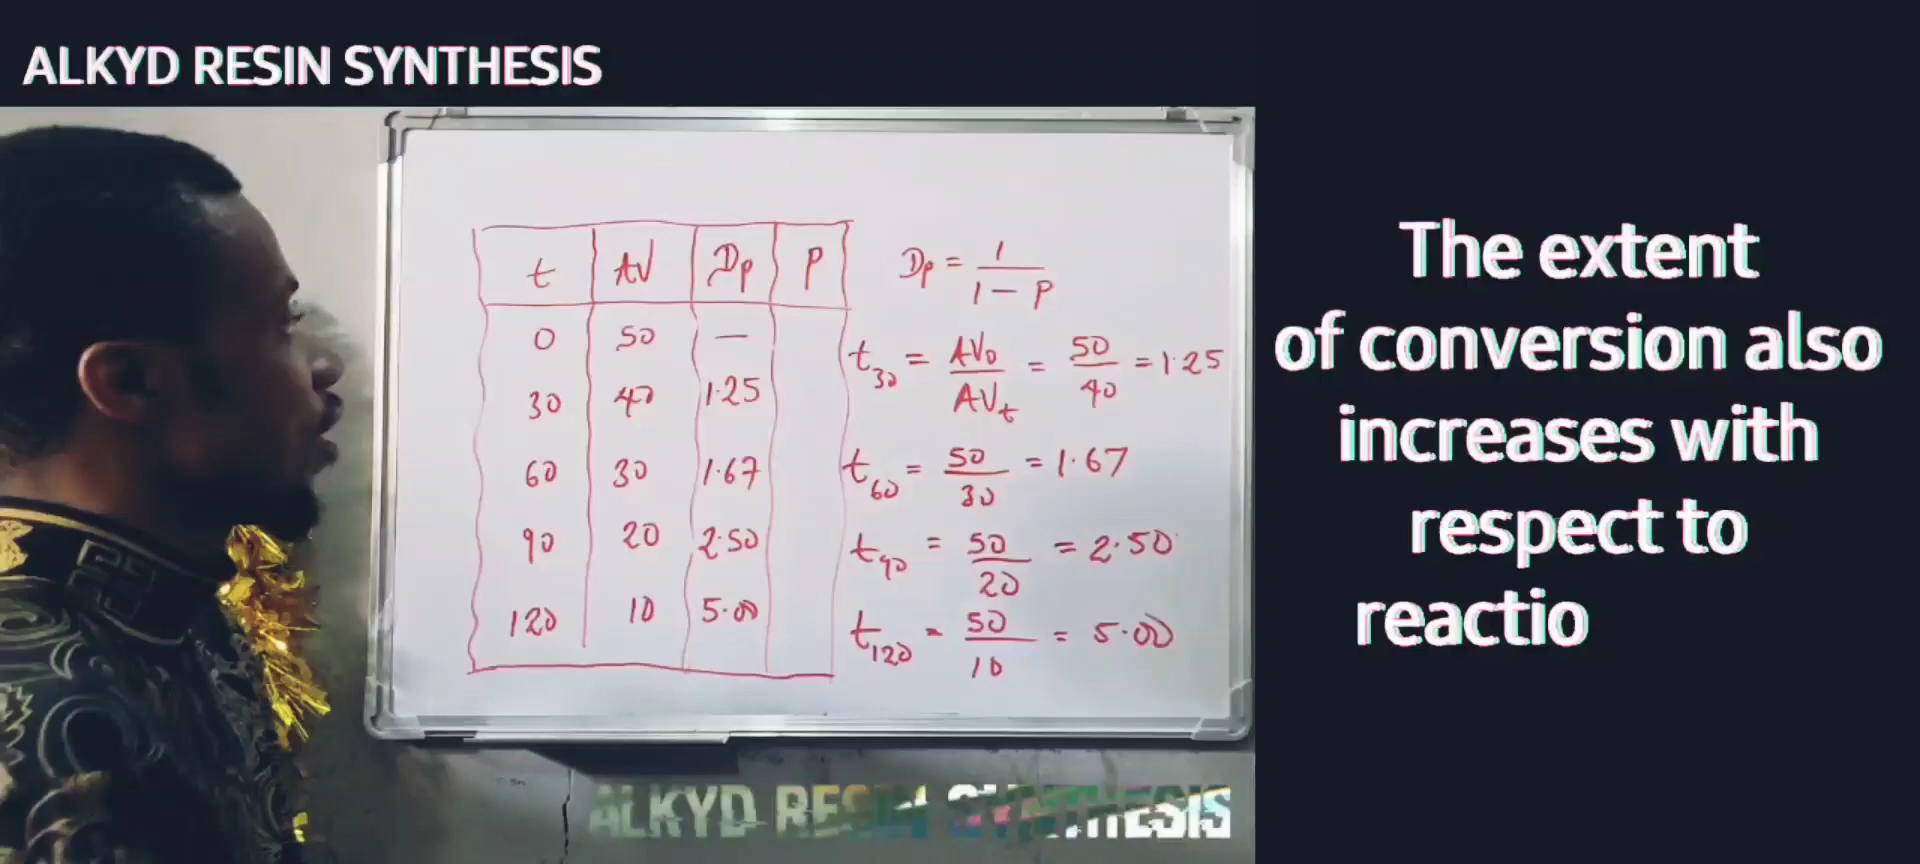 ALKYD RESIN SYNTHESIS
t AV Dp P
0 50 —
30 40 1.25
60 30 1.67
90 20 2.50
120 10 5.00
Dp = 1 / 1 - P
t30 = AV0 / AVt = 50 / 40 = 1.25
t60 = 50 / 30 = 1.67
t90 = 50 / 20 = 2.50
t120 = 50 / 10 = 5.00
The extent
of conversion also
increases with
respect to
reactio
ALKYD RESIN SYNTHESIS